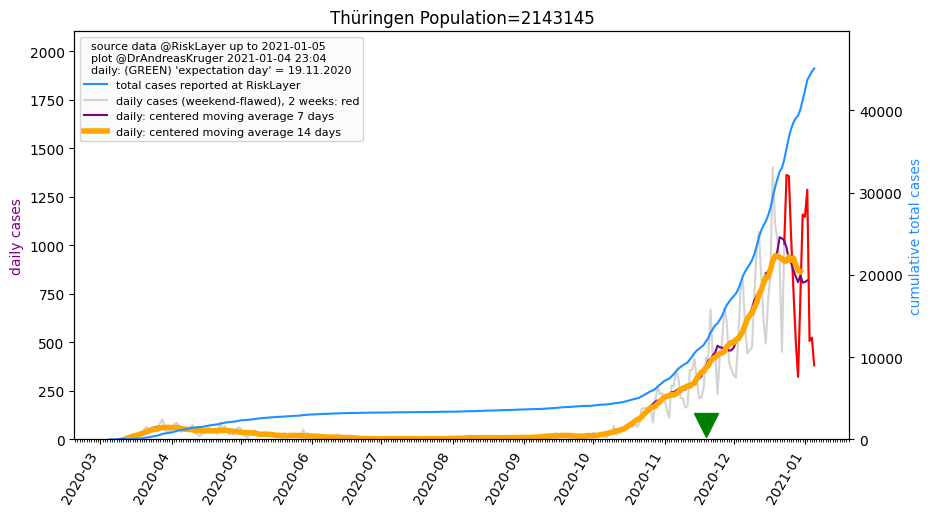 Thüringen Population=2143145
source data @RiskLayer up to 2021-01-05
plot @DrAndreasKruger 2021-01-04 23:04
daily: (GREEN) 'expectation day' = 19.11.2020
total cases reported at RiskLayer
daily cases (weekend-flawed), 2 weeks: red
daily: centered moving average 7 days
daily: centered moving average 14 days
daily cases
2000
1750
1500
1250
1000
750
500
250
0
cumulative total cases
40000
30000
20000
10000
0
2020-03
2020-04
2020-05
2020-06
2020-07
2020-08
2020-09
2020-10
2020-11
2020-12
2021-01